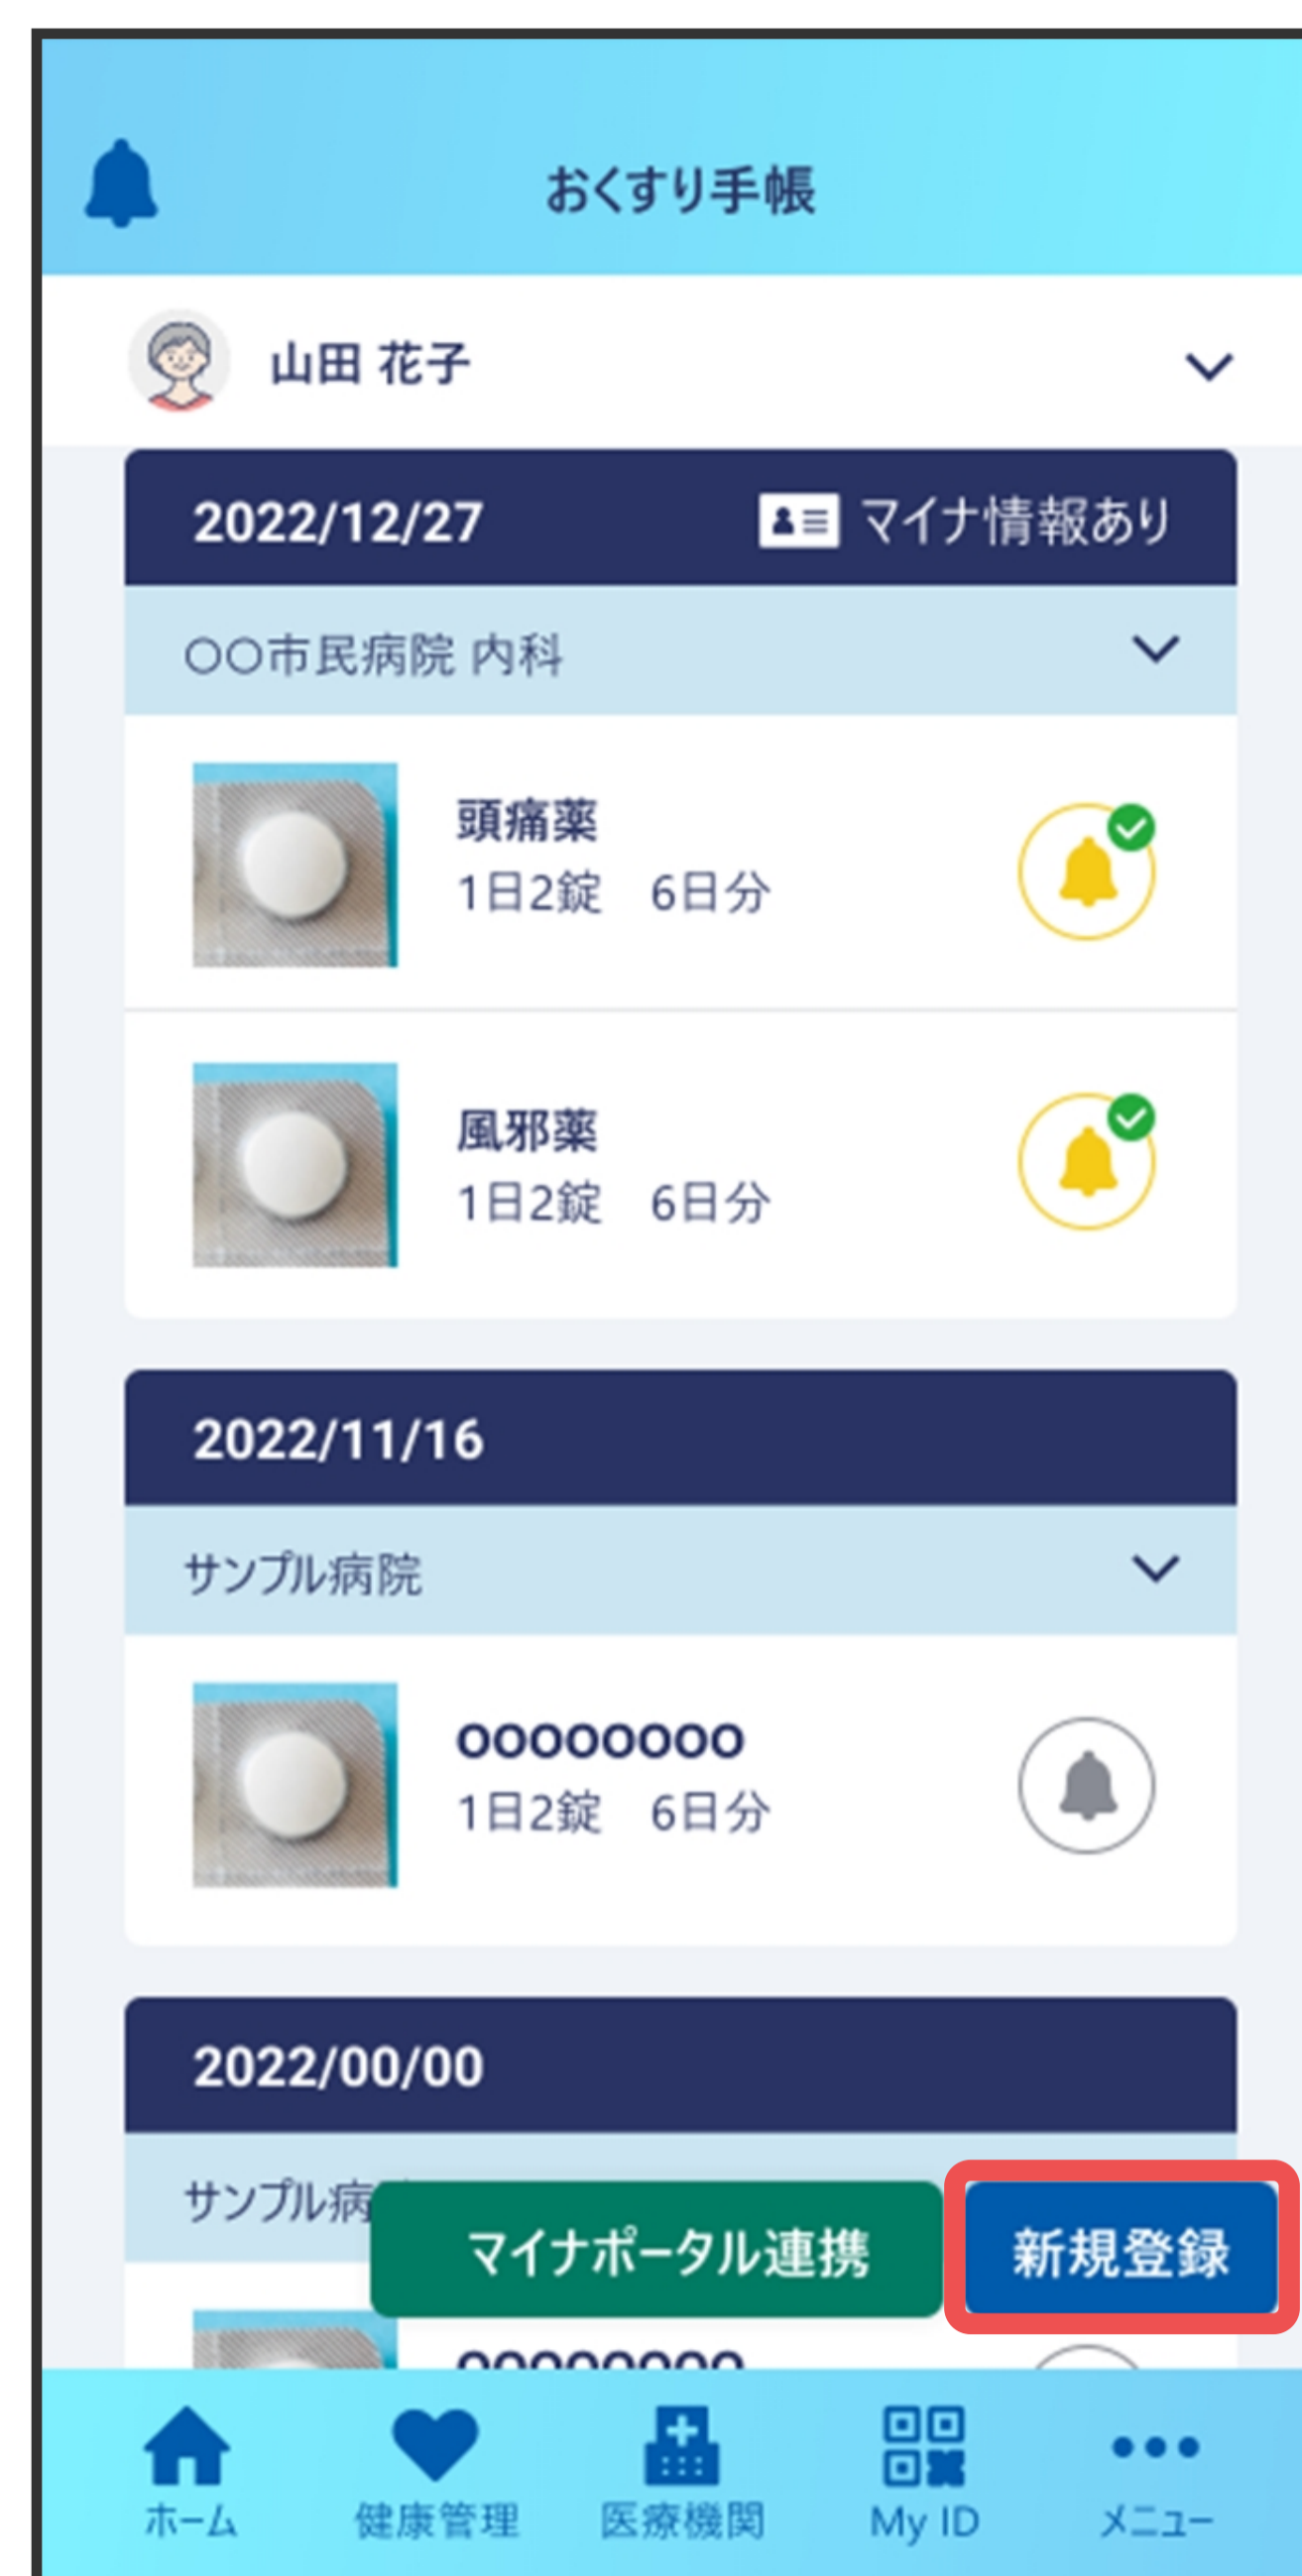 おくすり手帳
山田 花子
2022/12/27 マイナ情報あり
○○市民病院 内科
頭痛薬
1日2錠 6日分
風邪薬
1日2錠 6日分
2022/11/16
サンプル病院
oooooooo
1日2錠 6日分
2022/00/00
サンプル病
マイナポータル連携 新規登録
oooooooo
ホーム 健康管理 医療機関 My ID メニュー